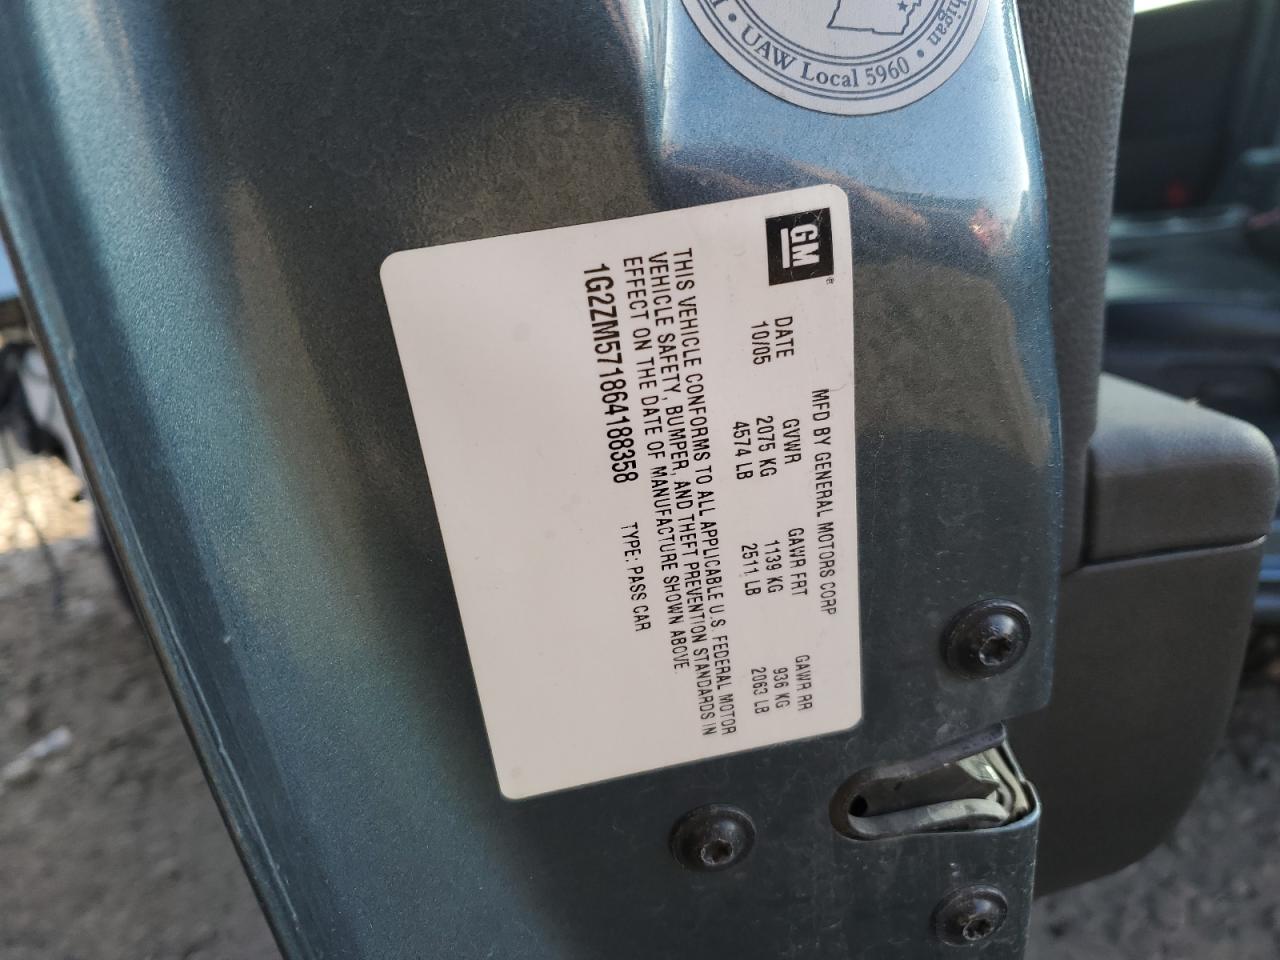 higan
• UAW Local 5960 •
GM
®
MFD BY GENERAL MOTORS CORP
DATE GVWR GAWR FRT GAWR RR
10/05 2075 KG 1139 KG 936 KG
4574 LB 2511 LB 2063 LB
THIS VEHICLE CONFORMS TO ALL APPLICABLE U.S. FEDERAL MOTOR
VEHICLE SAFETY, BUMPER, AND THEFT PREVENTION STANDARDS IN
EFFECT ON THE DATE OF MANUFACTURE SHOWN ABOVE.
1G2ZM571864188358 TYPE: PASS CAR